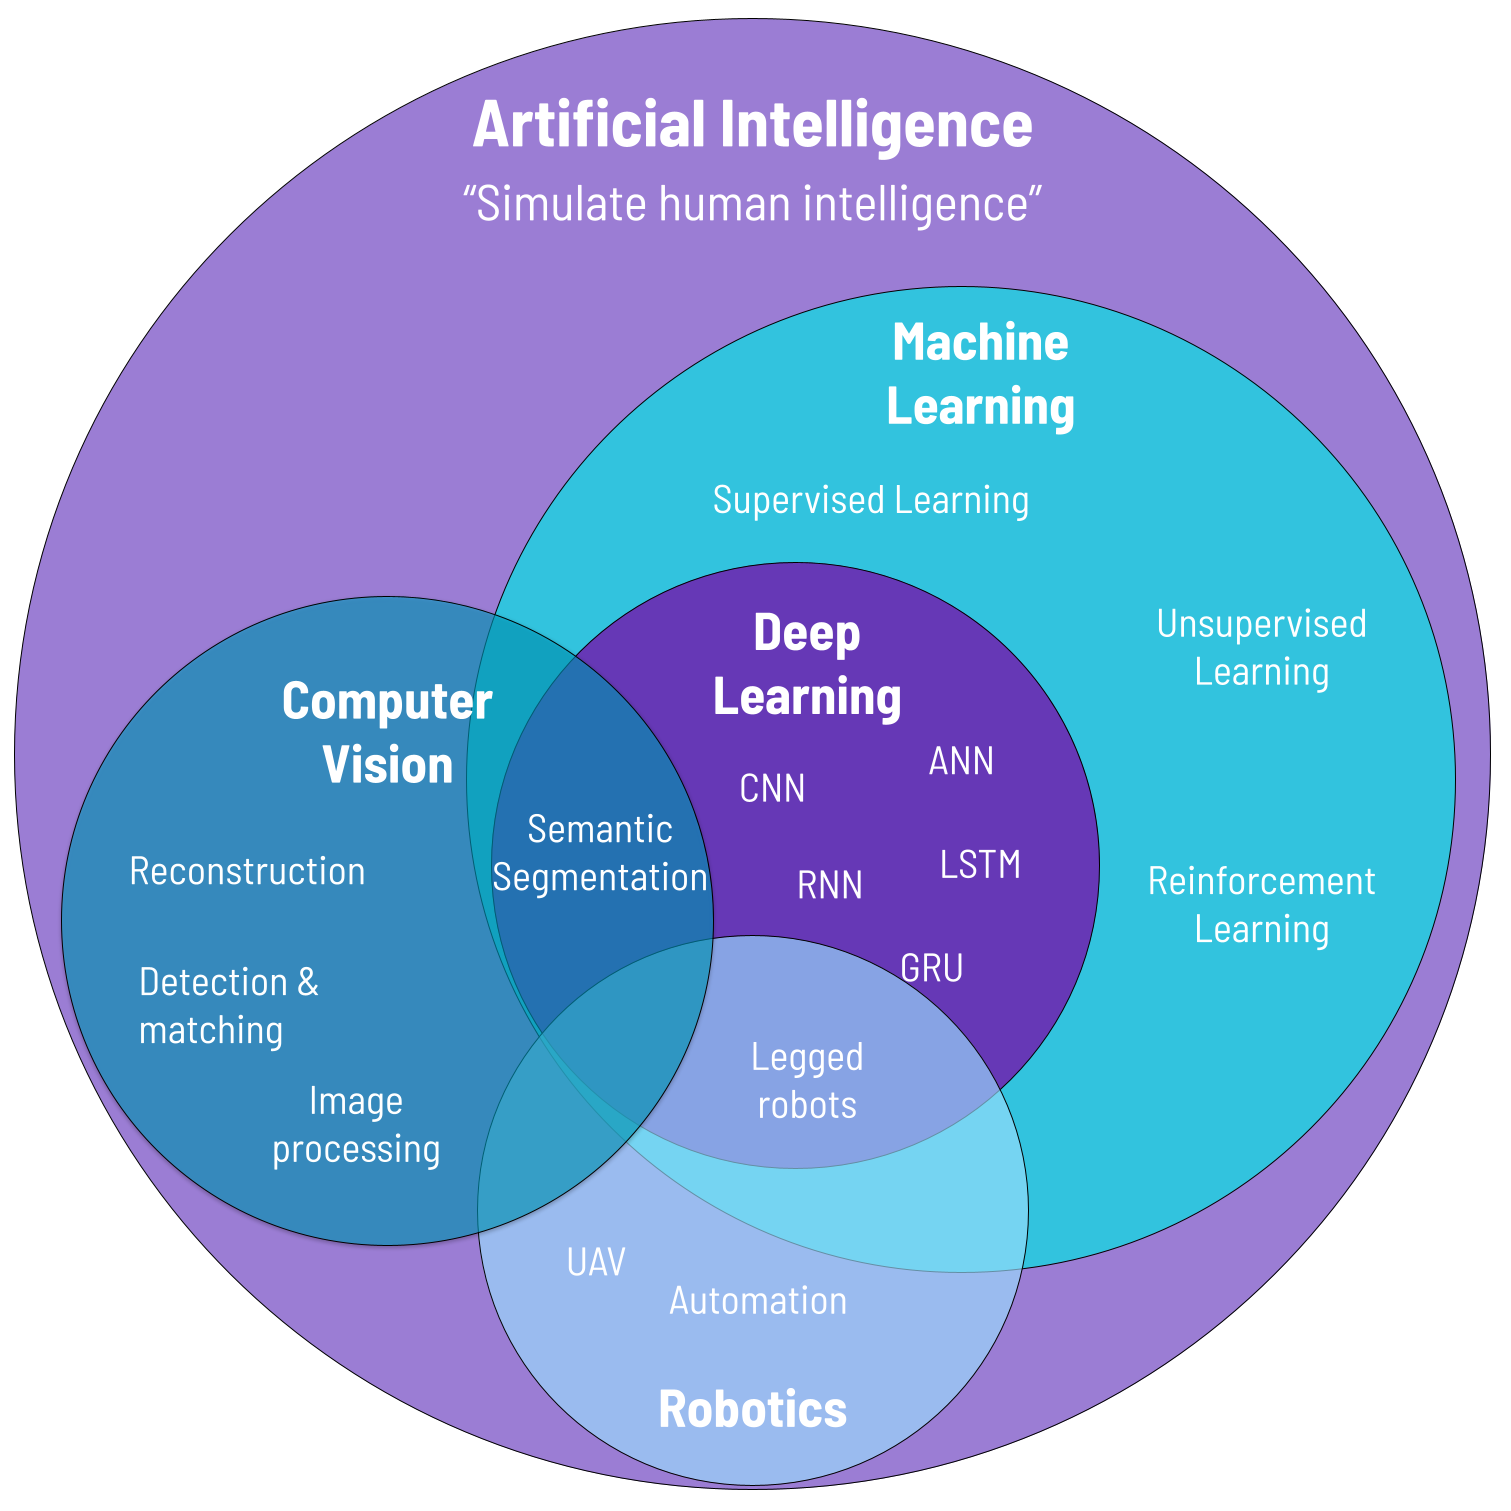 Artificial Intelligence
“Simulate human intelligence”
Machine
Learning
Supervised Learning
Unsupervised
Learning
Reinforcement
Learning
Deep
Learning
ANN
CNN
LSTM
RNN
GRU
Computer
Vision
Semantic
Segmentation
Reconstruction
Detection &
matching
Image
processing
Legged
robots
UAV
Automation
Robotics